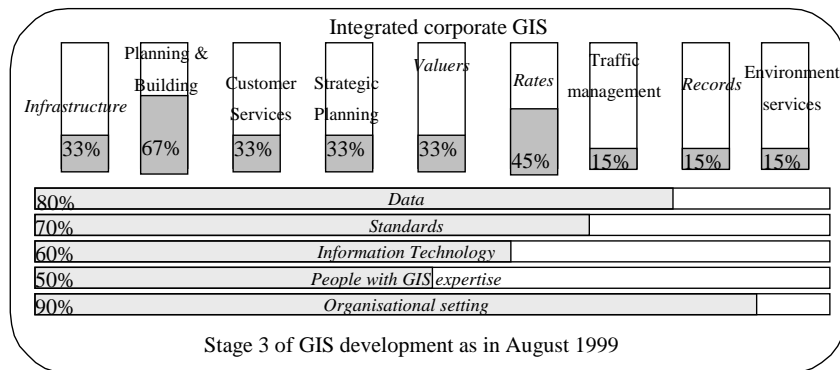 Integrated corporate GIS
Infrastructure
33%
Planning &
Building
67%
Customer
Services
33%
Strategic
Planning
33%
Valuers
33%
Rates
45%
Traffic
management
15%
Records
15%
Environment
services
15%
80% Data
70% Standards
60% Information Technology
50% People with GIS expertise
90% Organisational setting
Stage 3 of GIS development as in August 1999